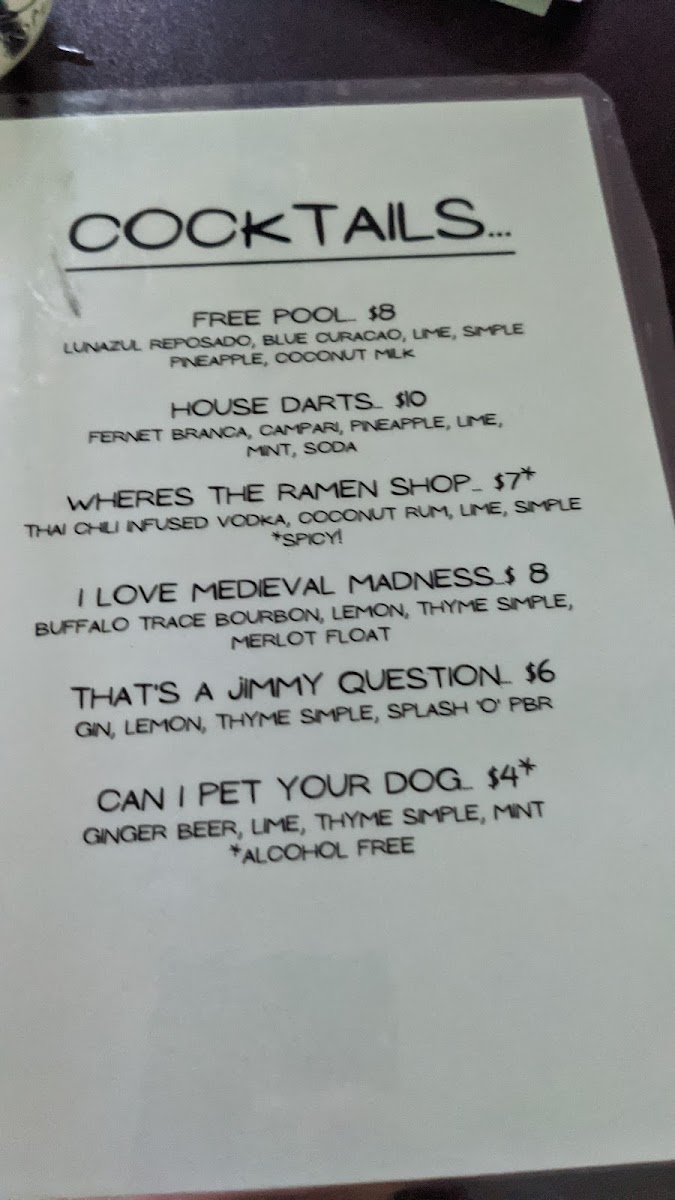 COCKTAILS...
FREE POOL... $8
LUNAZUL REPOSADO, BLUE CURACAO, LIME, SIMPLE
PINEAPPLE, COCONUT MILK
HOUSE DARTS... $10
FERNET BRANCA, CAMPARI, PINEAPPLE, LIME,
MINT, SODA
WHERES THE RAMEN SHOP... $7*
THAI CHILI INFUSED VODKA, COCONUT RUM, LIME, SIMPLE
*SPICY!
I LOVE MEDIEVAL MADNESS...$ 8
BUFFALO TRACE BOURBON, LEMON, THYME SIMPLE,
MERLOT FLOAT
THAT'S A JIMMY QUESTION... $6
GIN, LEMON, THYME SIMPLE, SPLASH 'O' PBR
CAN I PET YOUR DOG... $4*
GINGER BEER, LIME, THYME SIMPLE, MINT
*ALCOHOL FREE